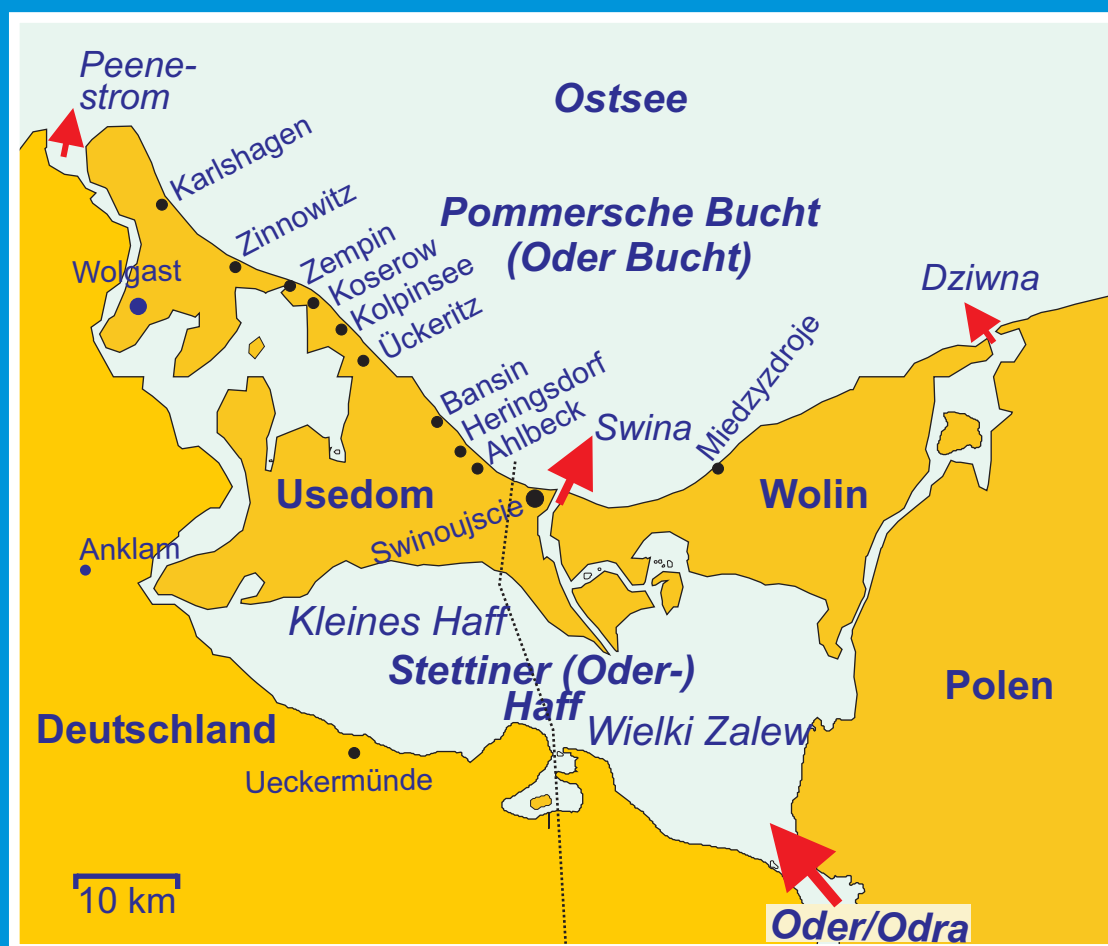 Peene-
strom
Ostsee
Karlshagen
Pommersche Bucht
(Oder Bucht)
Zinnowitz
Zempin
Koserow
Kolpinsee
Ückeritz
Wolgast
Dziwna
Bansin
Heringsdorf
Ahlbeck
Swina
Miedzyzdroje
Usedom
Wolin
Swinoujscie
Anklam
Kleines Haff
Stettiner (Oder-)
Haff
Wielki Zalew
Polen
Deutschland
Ueckermünde
10 km
Oder/Odra